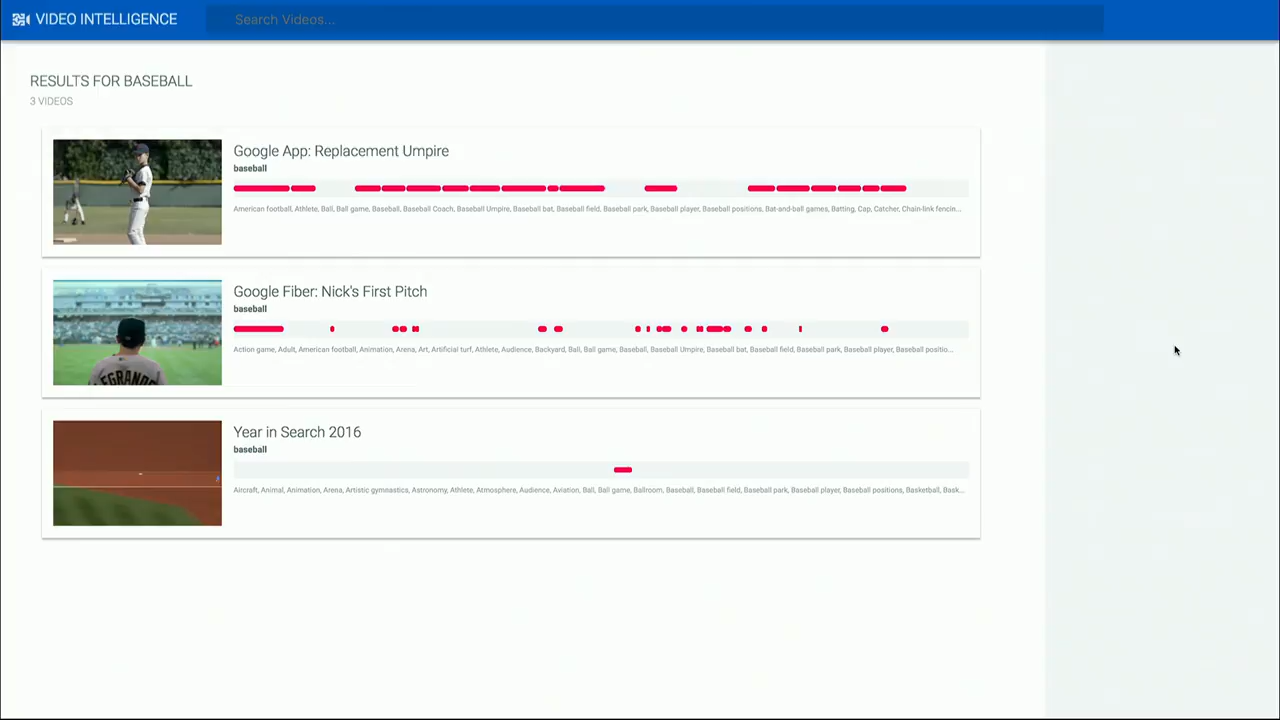 VIDEO INTELLIGENCE
Search Videos...
RESULTS FOR BASEBALL
3 VIDEOS
Google App: Replacement Umpire
baseball
American football, Athlete, Ball, Ball game, Baseball, Baseball Coach, Baseball Umpire, Baseball bat, Baseball field, Baseball park, Baseball player, Baseball positions, Bat-and-ball games, Batting, Cap, Catcher, Chain-link fencin...
Google Fiber: Nick's First Pitch
baseball
Action game, Adult, American football, Animation, Arena, Art, Artificial turf, Athlete, Audience, Backyard, Ball, Ball game, Baseball, Baseball Umpire, Baseball bat, Baseball field, Baseball park, Baseball player, Baseball positio...
LEGRAND
Year in Search 2016
baseball
Aircraft, Animal, Animation, Arena, Artistic gymnastics, Astronomy, Athlete, Atmosphere, Audience, Aviation, Ball, Ball game, Ballroom, Baseball, Baseball field, Baseball park, Baseball player, Baseball positions, Basketball, Bask...